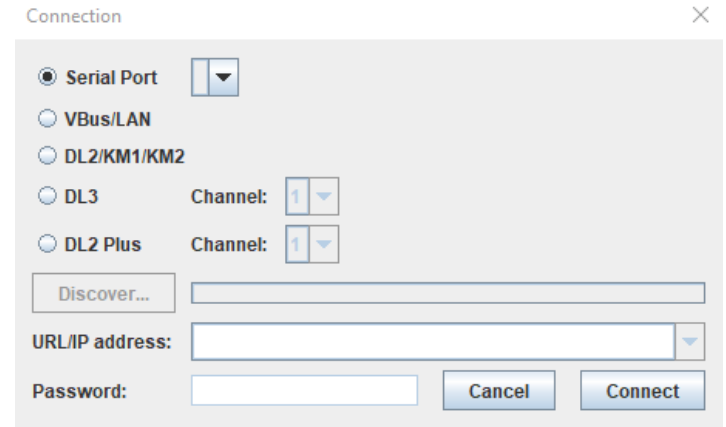 Connection
Serial Port
VBus/LAN
DL2/KM1/KM2
DL3 Channel: 1
DL2 Plus Channel: 1
Discover...
URL/IP address:
Password: Cancel Connect